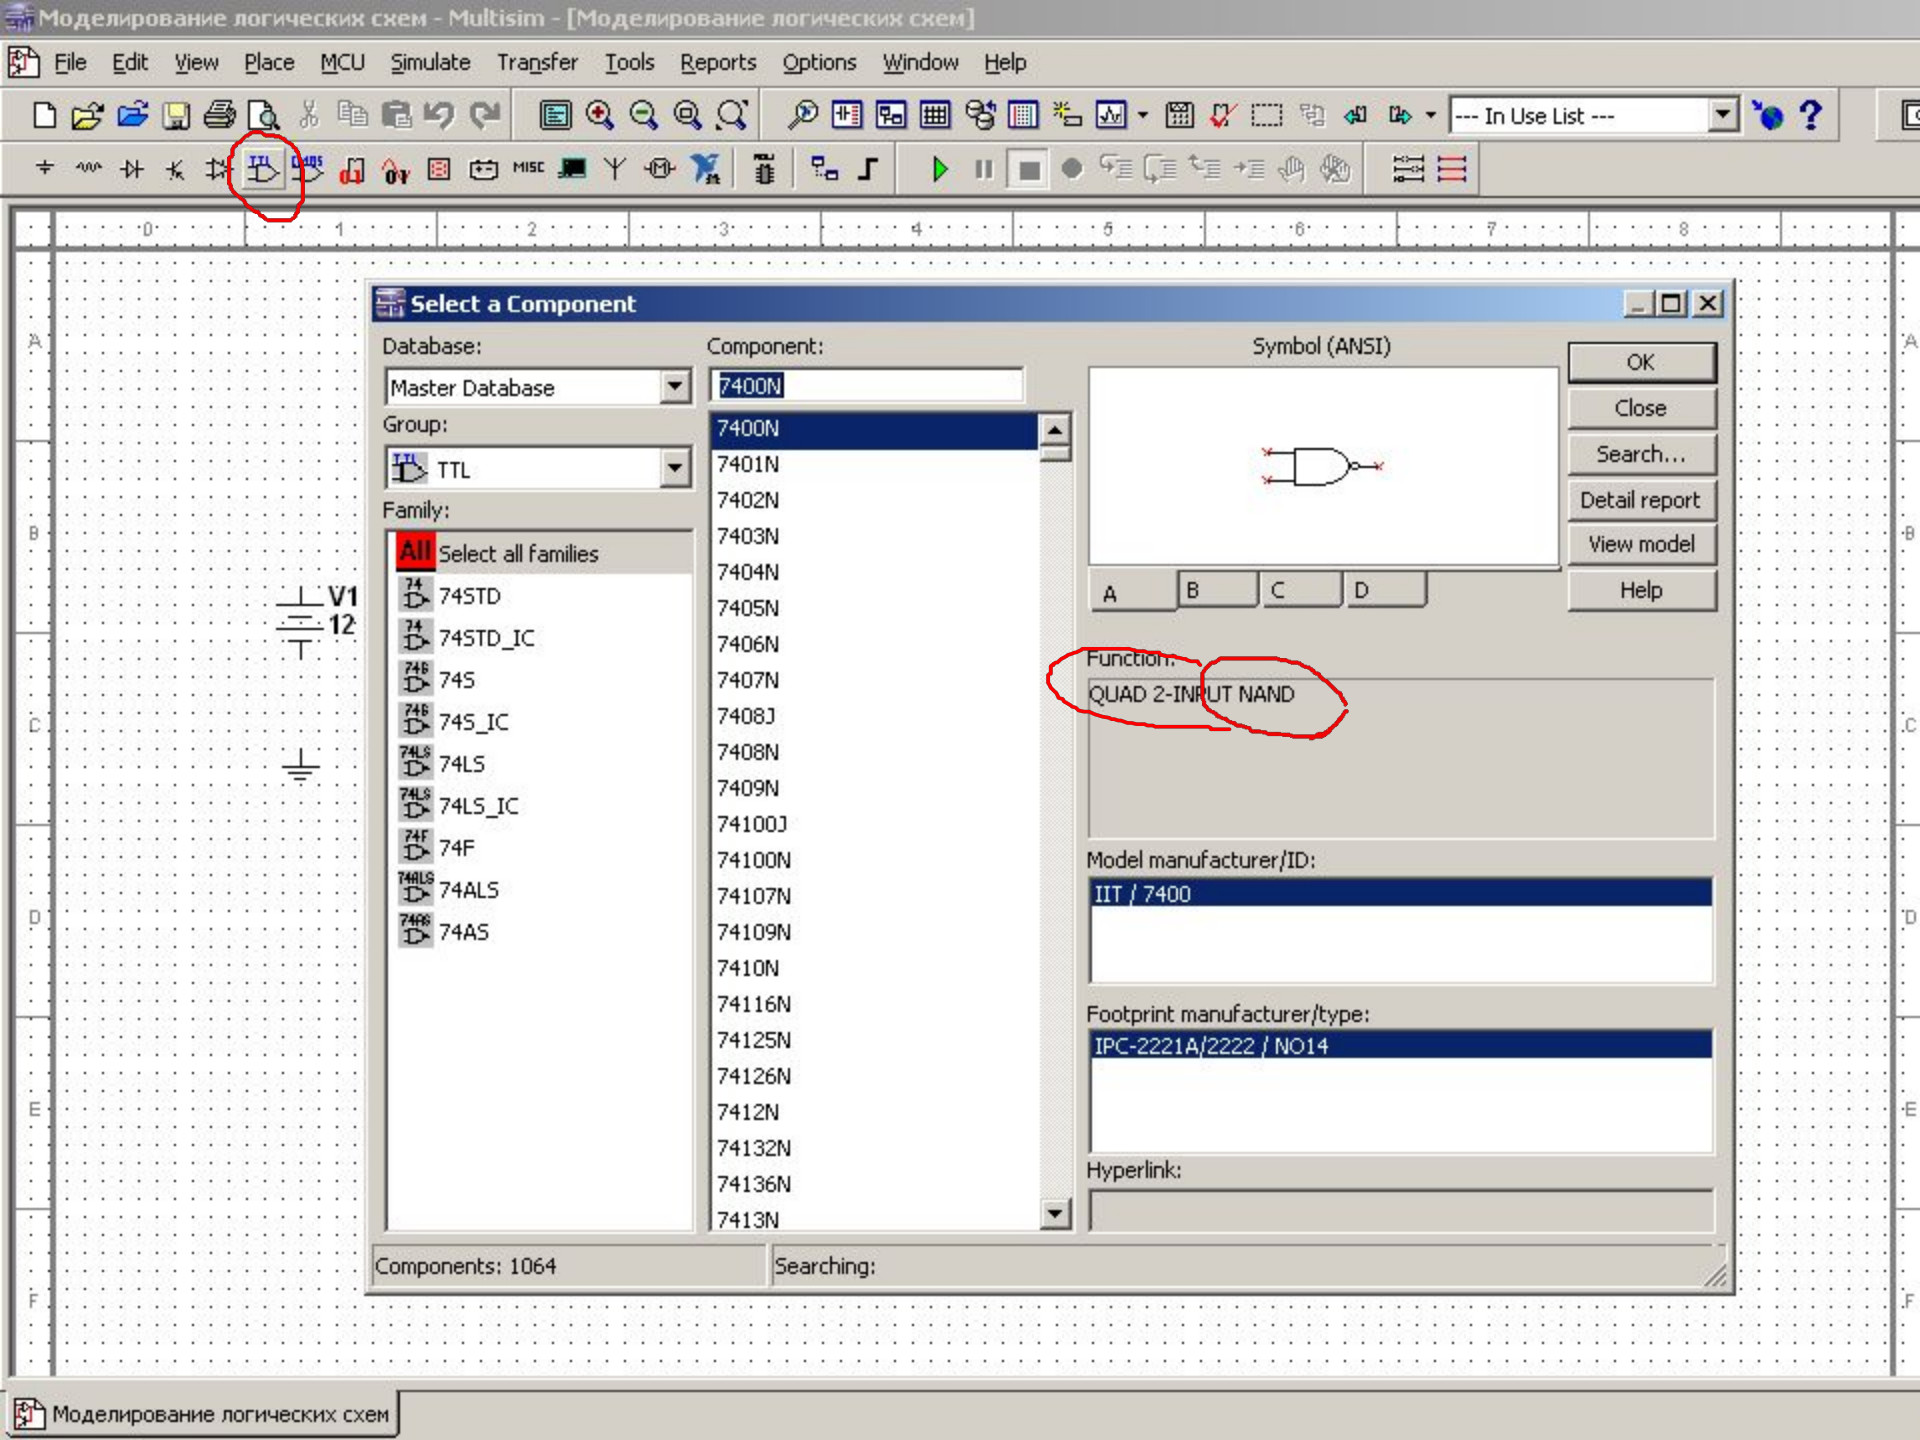 Моделирование логических схем - Multisim - [Моделирование логических схем]
File Edit View Place MCU Simulate Transfer Tools Reports Options Window Help
--- In Use List ---
TTL
MISC
0 1 2 3 4 5 6 7 8
Select a Component
Database:
Master Database
Group:
TTL
Family:
All Select all families
74STD
74STD_IC
74S
74S_IC
74LS
74LS_IC
74F
74ALS
74AS
Component:
7400N
7400N
7401N
7402N
7403N
7404N
7405N
7406N
7407N
7408J
7408N
7409N
74100J
74100N
74107N
74109N
7410N
74116N
74125N
74126N
7412N
74132N
74136N
7413N
Symbol (ANSI)
A B C D
OK
Close
Search...
Detail report
View model
Help
Function:
QUAD 2-INPUT NAND
Model manufacturer/ID:
IIT / 7400
Footprint manufacturer/type:
IPC-2221A/2222 / NO14
Hyperlink:
Components: 1064
Searching:
V1
12
A
B
C
D
E
F
A
B
C
D
E
F
Моделирование логических схем